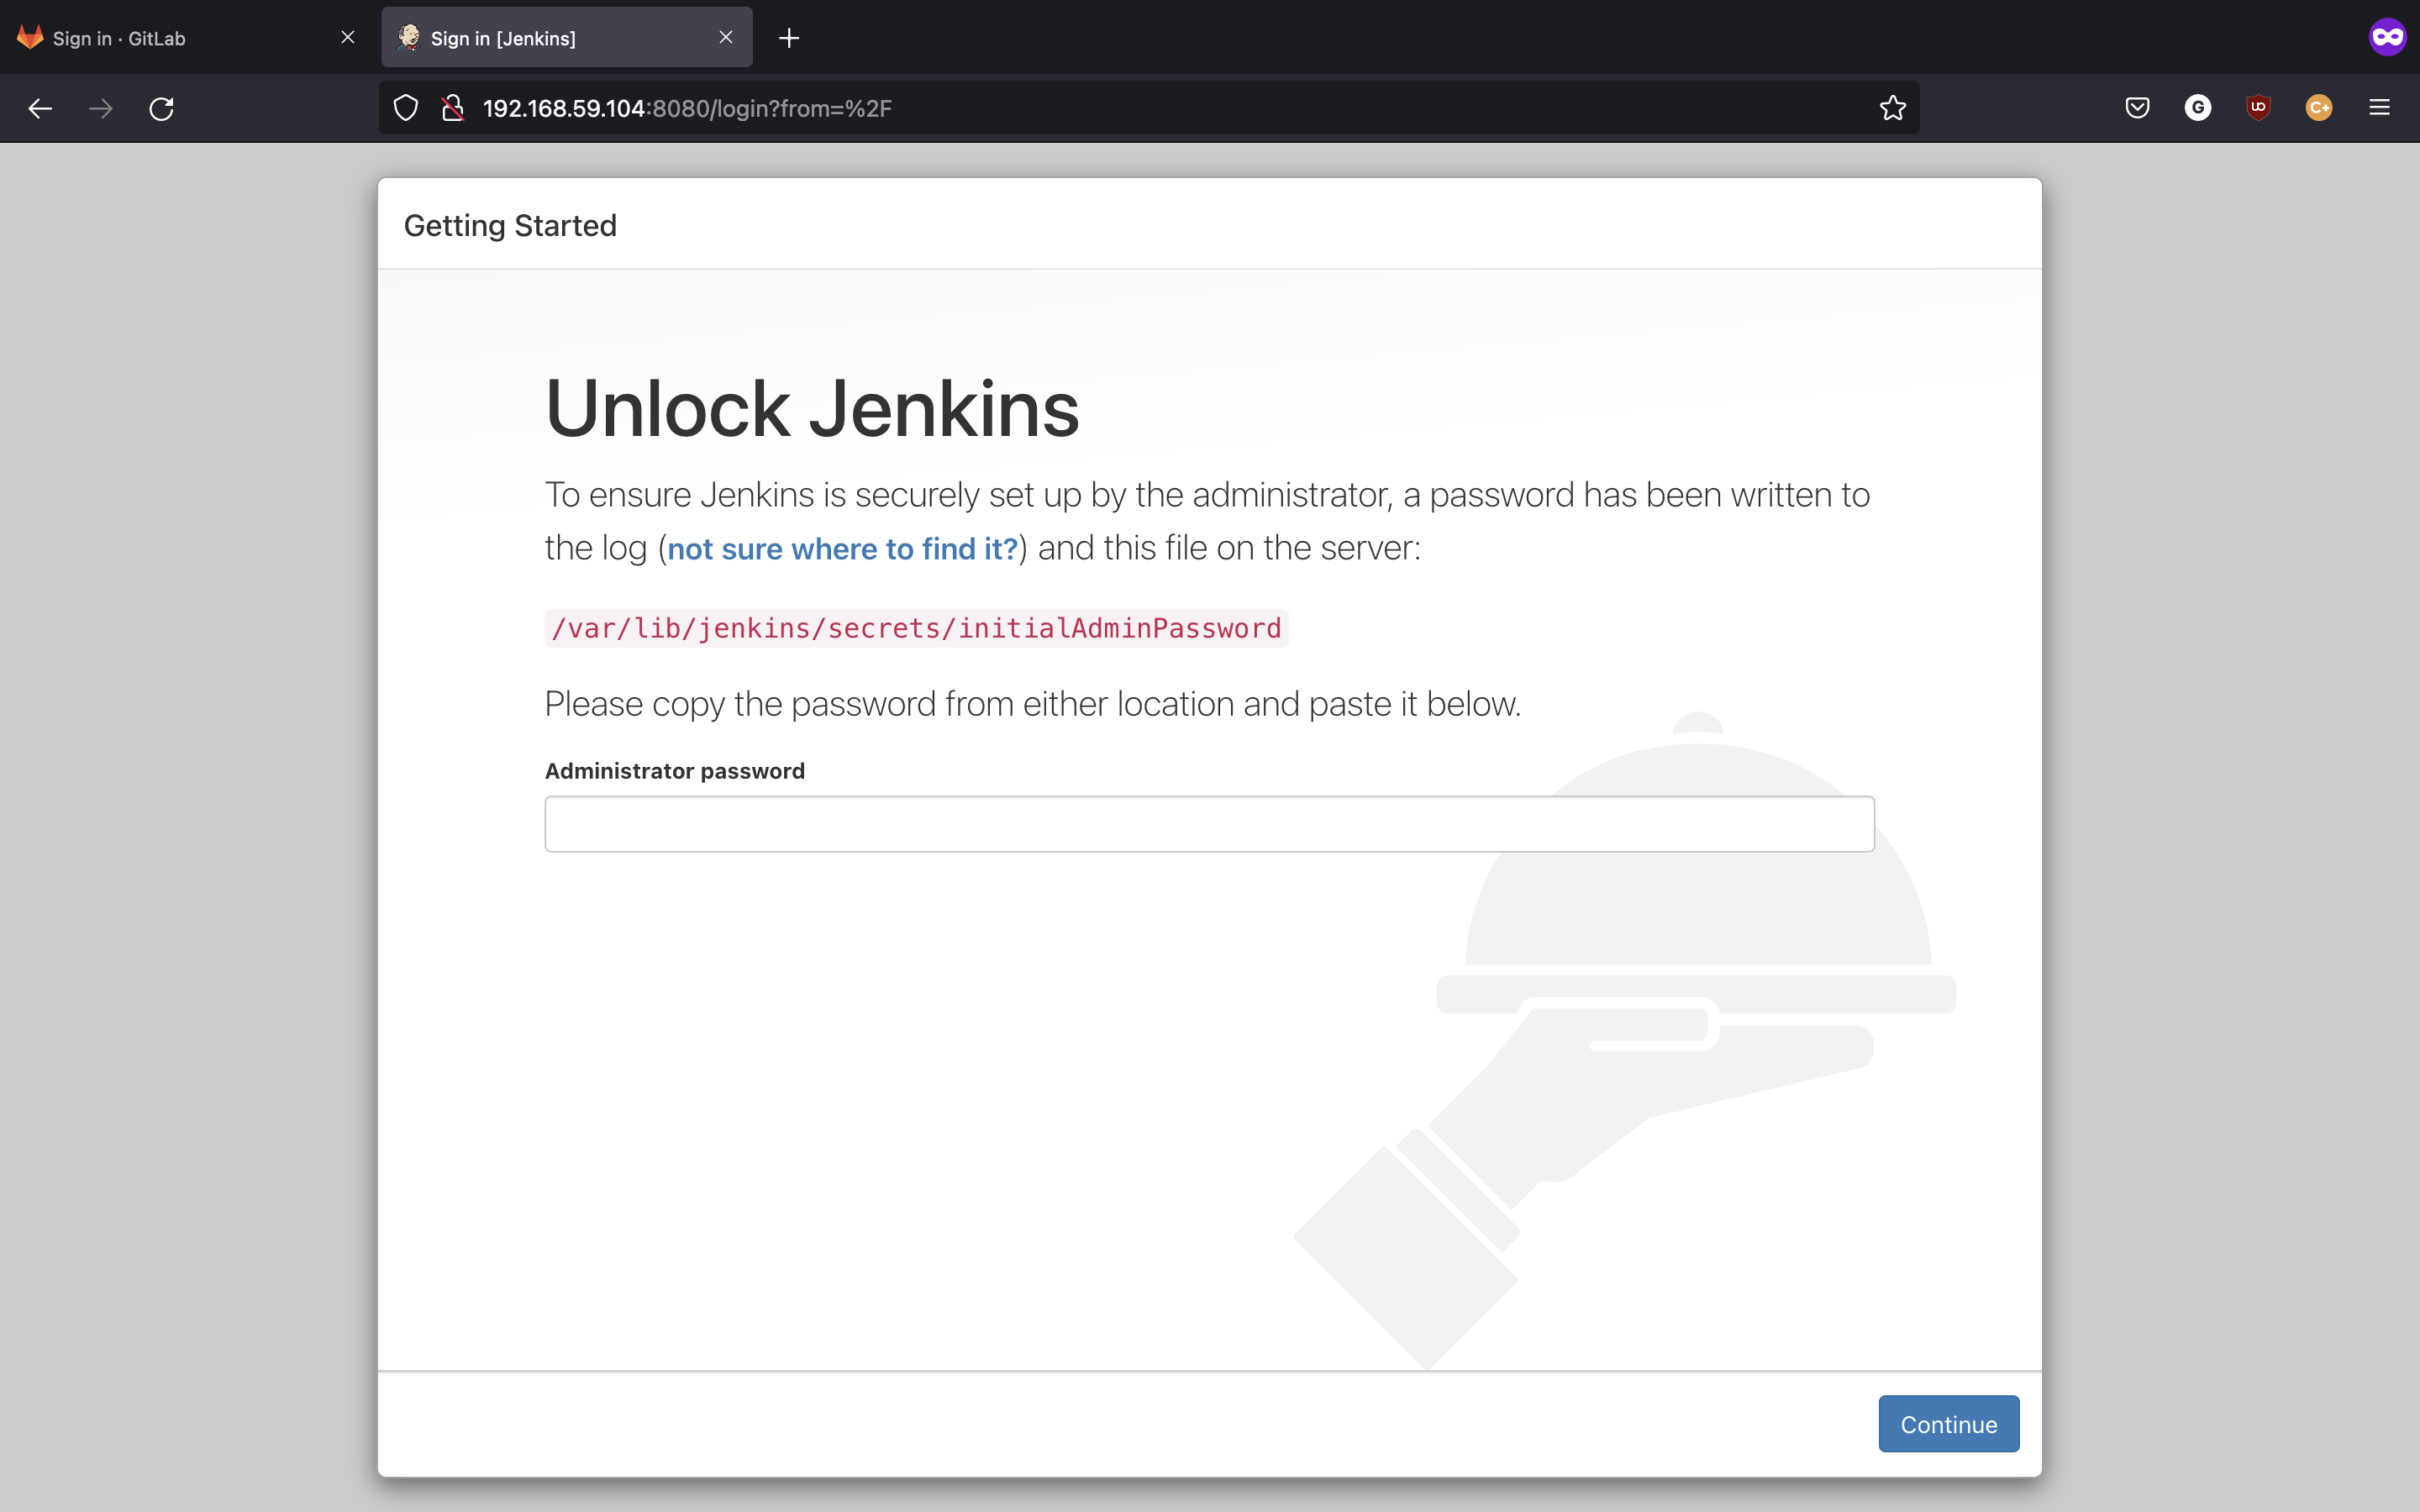 Sign in · GitLab
Sign in [Jenkins]
192.168.59.104:8080/login?from=%2F
G
uo
C+
Getting Started
Unlock Jenkins
To ensure Jenkins is securely set up by the administrator, a password has been written to
the log (not sure where to find it?) and this file on the server:
/var/lib/jenkins/secrets/initialAdminPassword
Please copy the password from either location and paste it below.
Administrator password
Continue